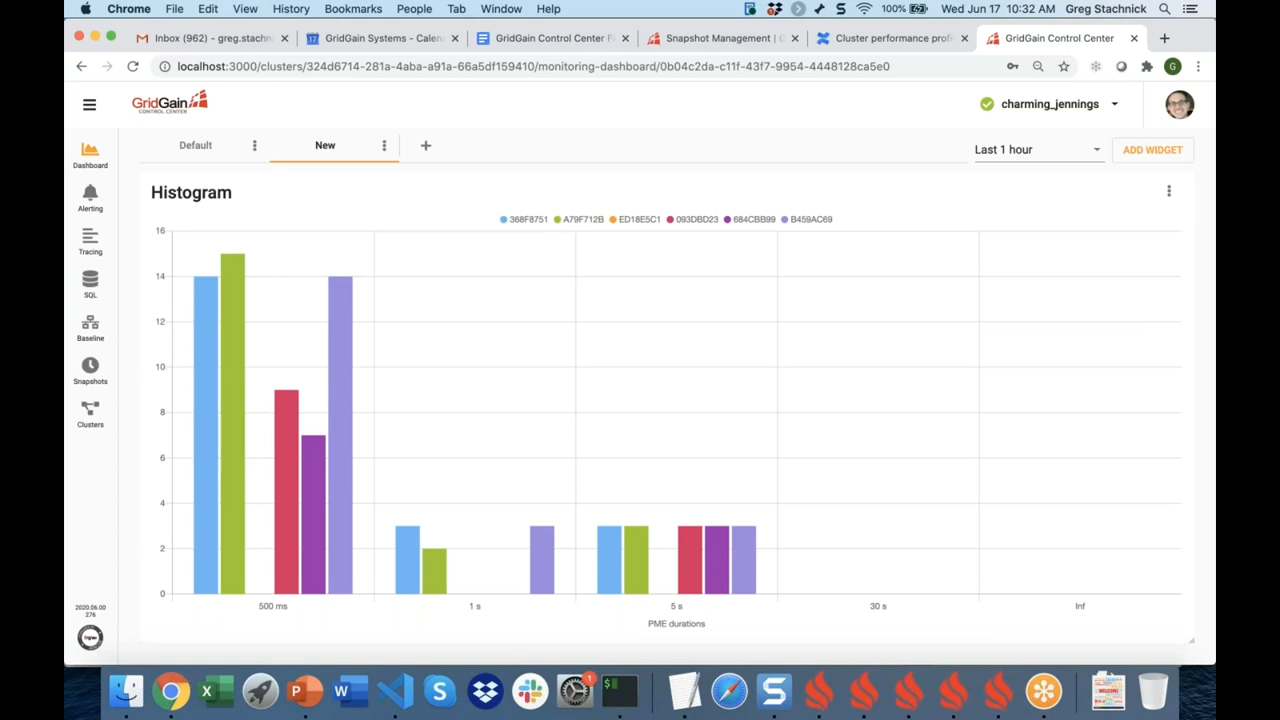 Chrome File Edit View History Bookmarks People Tab Window Help 100% Wed Jun 17 10:32 AM Greg Stachnick
Inbox (962) - greg.stachn GridGain Systems - Calen GridGain Control Center F Snapshot Management | G Cluster performance profi GridGain Control Center
localhost:3000/clusters/324d6714-281a-4aba-a91a-66a5df159410/monitoring-dashboard/0b04c2da-c11f-43f7-9954-4448128ca5e0 G
GridGain
CONTROL CENTER
charming_jennings
Default New + Last 1 hour ADD WIDGET
Dashboard
Alerting
Tracing
SQL
Baseline
Snapshots
Clusters
2020.06.00
276
Histogram
368F8751 A79F712B ED18E5C1 093DBD23 684CBB99 B459AC69
16
14
12
10
8
6
4
2
0
500 ms 1 s 5 s 30 s Inf
PME durations